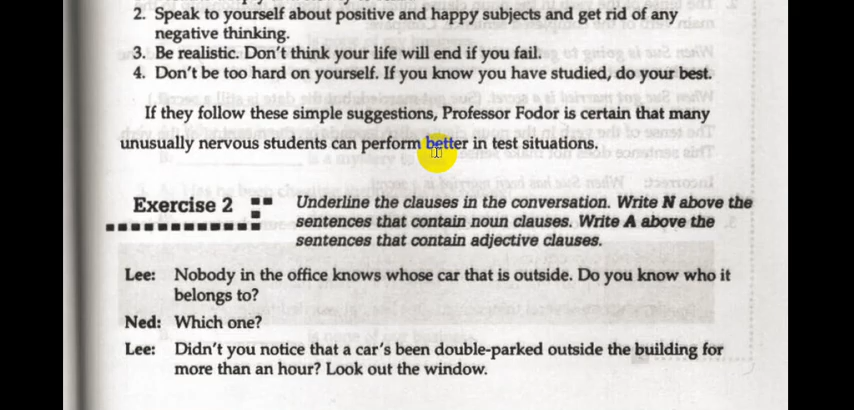 2. Speak to yourself about positive and happy subjects and get rid of any
negative thinking.
3. Be realistic. Don't think your life will end if you fail.
4. Don't be too hard on yourself. If you know you have studied, do your best.
If they follow these simple suggestions, Professor Fodor is certain that many
unusually nervous students can perform better in test situations.
Exercise 2
Underline the clauses in the conversation. Write N above the
sentences that contain noun clauses. Write A above the
sentences that contain adjective clauses.
Lee: Nobody in the office knows whose car that is outside. Do you know who it
belongs to?
Ned: Which one?
Lee: Didn't you notice that a car's been double-parked outside the building for
more than an hour? Look out the window.